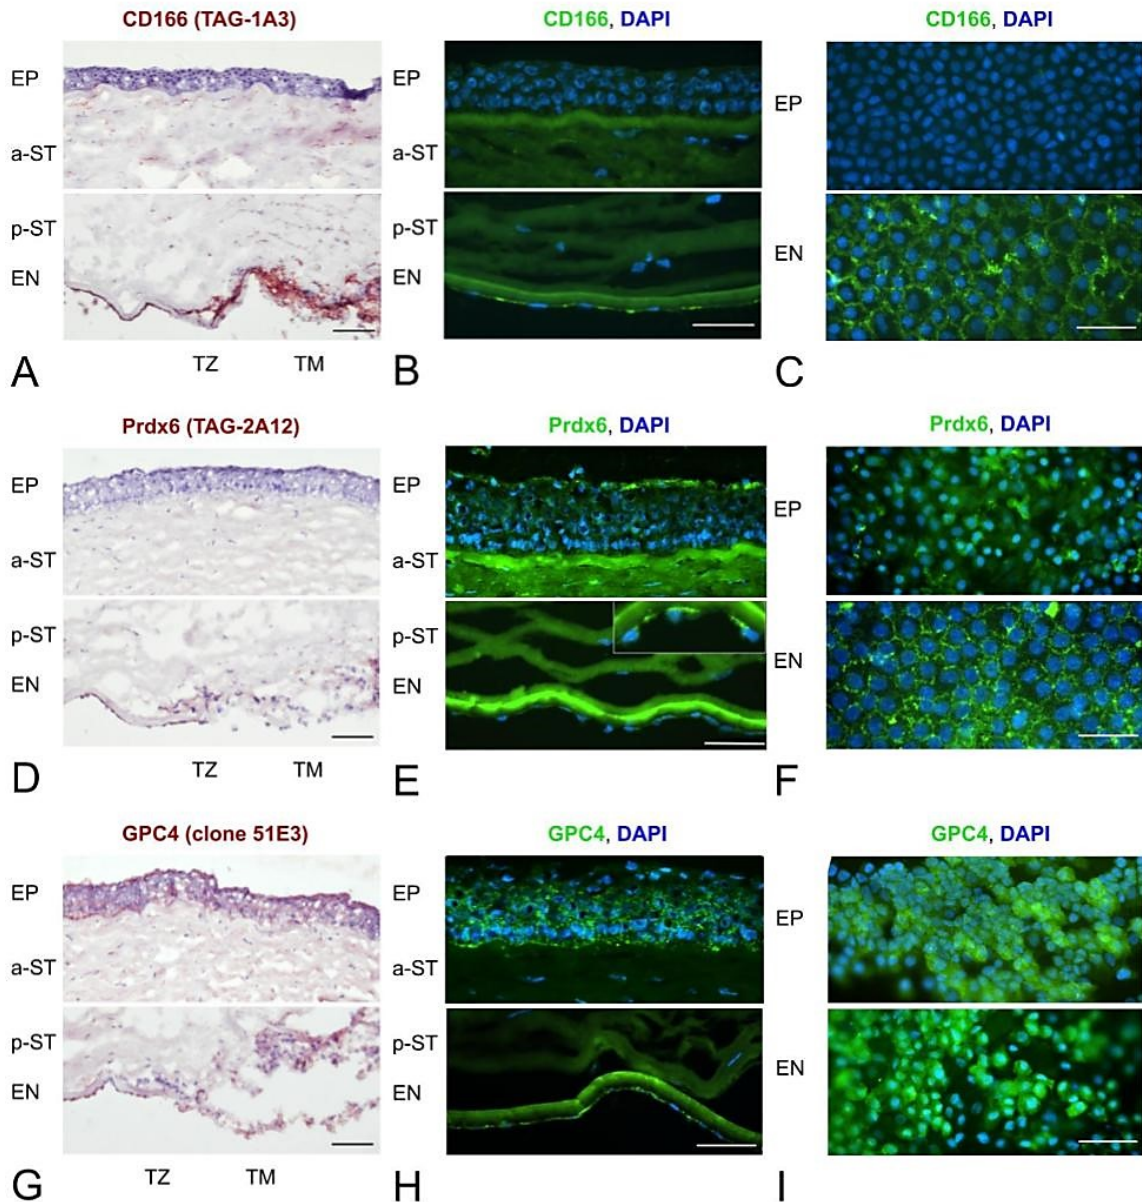 CD166 (TAG-1A3)
CD166, DAPI
CD166, DAPI
EP
EP
EP
a-ST
a-ST
p-ST
p-ST
EN
EN
EN
TZ TM
A
B
C
Prdx6 (TAG-2A12)
Prdx6, DAPI
Prdx6, DAPI
EP
EP
EP
a-ST
a-ST
p-ST
p-ST
EN
EN
EN
TZ TM
D
E
F
GPC4 (clone 51E3)
GPC4, DAPI
GPC4, DAPI
EP
EP
EP
a-ST
a-ST
p-ST
p-ST
EN
EN
EN
TZ TM
G
H
I